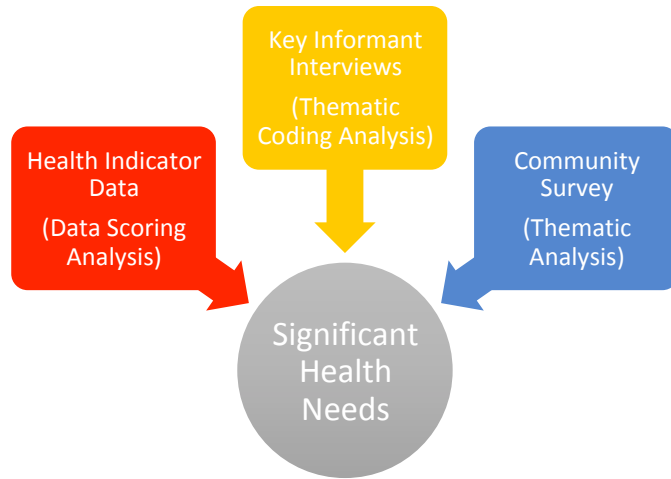 Key Informant
Interviews
(Thematic
Coding Analysis)
Health Indicator
Data
(Data Scoring
Analysis)
Community
Survey
(Thematic
Analysis)
Significant
Health
Needs